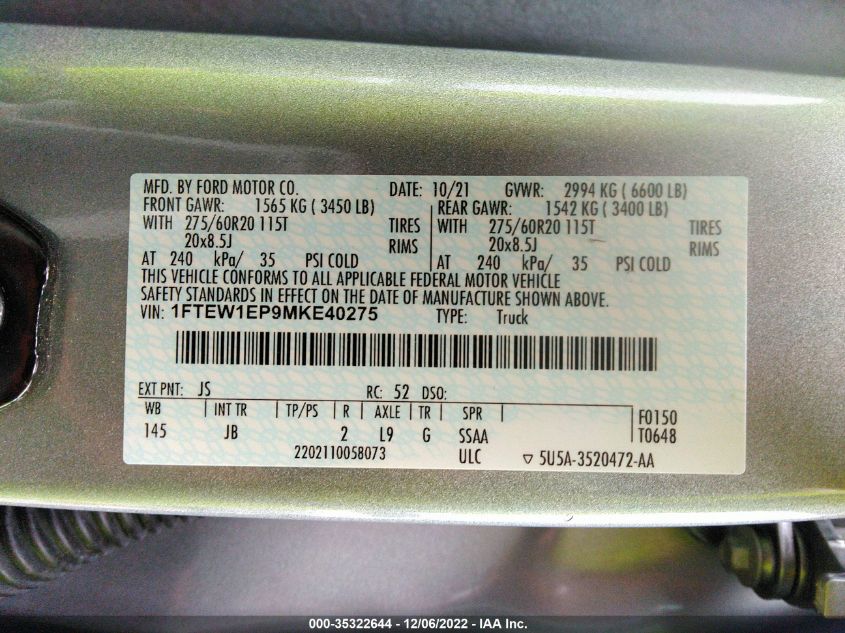 MFD. BY FORD MOTOR CO. DATE: 10/21 GVWR: 2994 KG ( 6600 LB)
FRONT GAWR: 1565 KG ( 3450 LB) REAR GAWR: 1542 KG ( 3400 LB)
WITH 275/60R20 115T TIRES WITH 275/60R20 115T TIRES
20x8.5J RIMS 20x8.5J RIMS
AT 240 kPa/ 35 PSI COLD AT 240 kPa/ 35 PSI COLD
THIS VEHICLE CONFORMS TO ALL APPLICABLE FEDERAL MOTOR VEHICLE
SAFETY STANDARDS IN EFFECT ON THE DATE OF MANUFACTURE SHOWN ABOVE.
VIN: 1FTEW1EP9MKE40275 TYPE: Truck
EXT PNT: JS RC: 52 DSO:
WB INT TR TP/PS R AXLE TR SPR F0150
145 JB 2 L9 G SSAA T0648
2202110058073 ULC ▽ 5U5A-3520472-AA
000-35322644 - 12/06/2022 - IAA Inc.